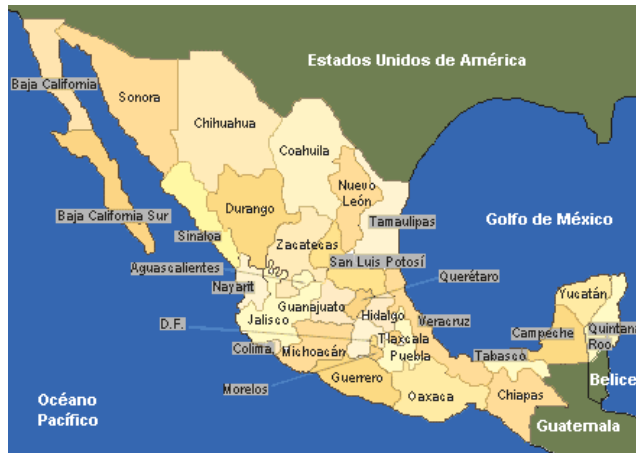 Estados Unidos de América
Baja California
Sonora
Chihuahua
Coahuila
Nuevo
León
Durango
Baja California Sur
Tamaulipas
Golfo de México
Sinaloa
Zacatecas
San Luis Potosí
Aguascalientes
Querétaro
Nayarit
Yucatán
Guanajuato
Hidalgo
Jalisco
D.F.
Veracruz
Campeche
Quintana
Roo
Tlaxcala
Colima
Michoacán
Puebla
Tabasco
Belice
Morelos
Guerrero
Oaxaca
Chiapas
Océano
Pacífico
Guatemala